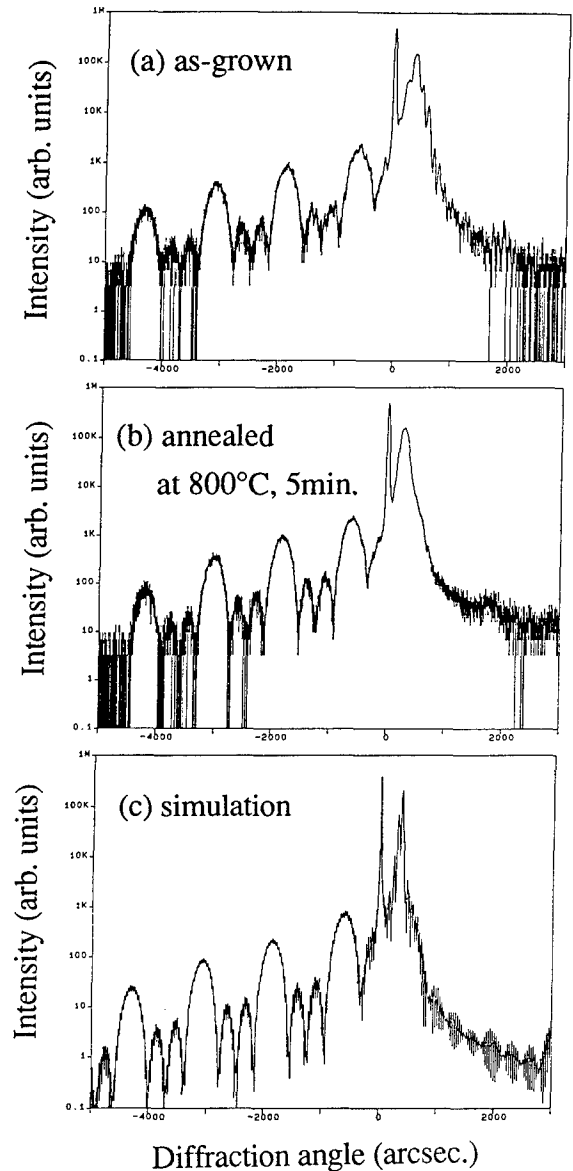 Intensity (arb. units)
1M
100K
10K
1K
100
10
1
0.1
(a) as-grown
-4000
-2000
0
2000
Intensity (arb. units)
1M
100K
10K
1K
100
10
1
0.1
(b) annealed
at 800°C, 5min.
-4000
-2000
0
2000
Intensity (arb. units)
1M
100K
10K
1K
100
10
1
0.1
(c) simulation
-4000
-2000
0
2000
Diffraction angle (arcsec.)